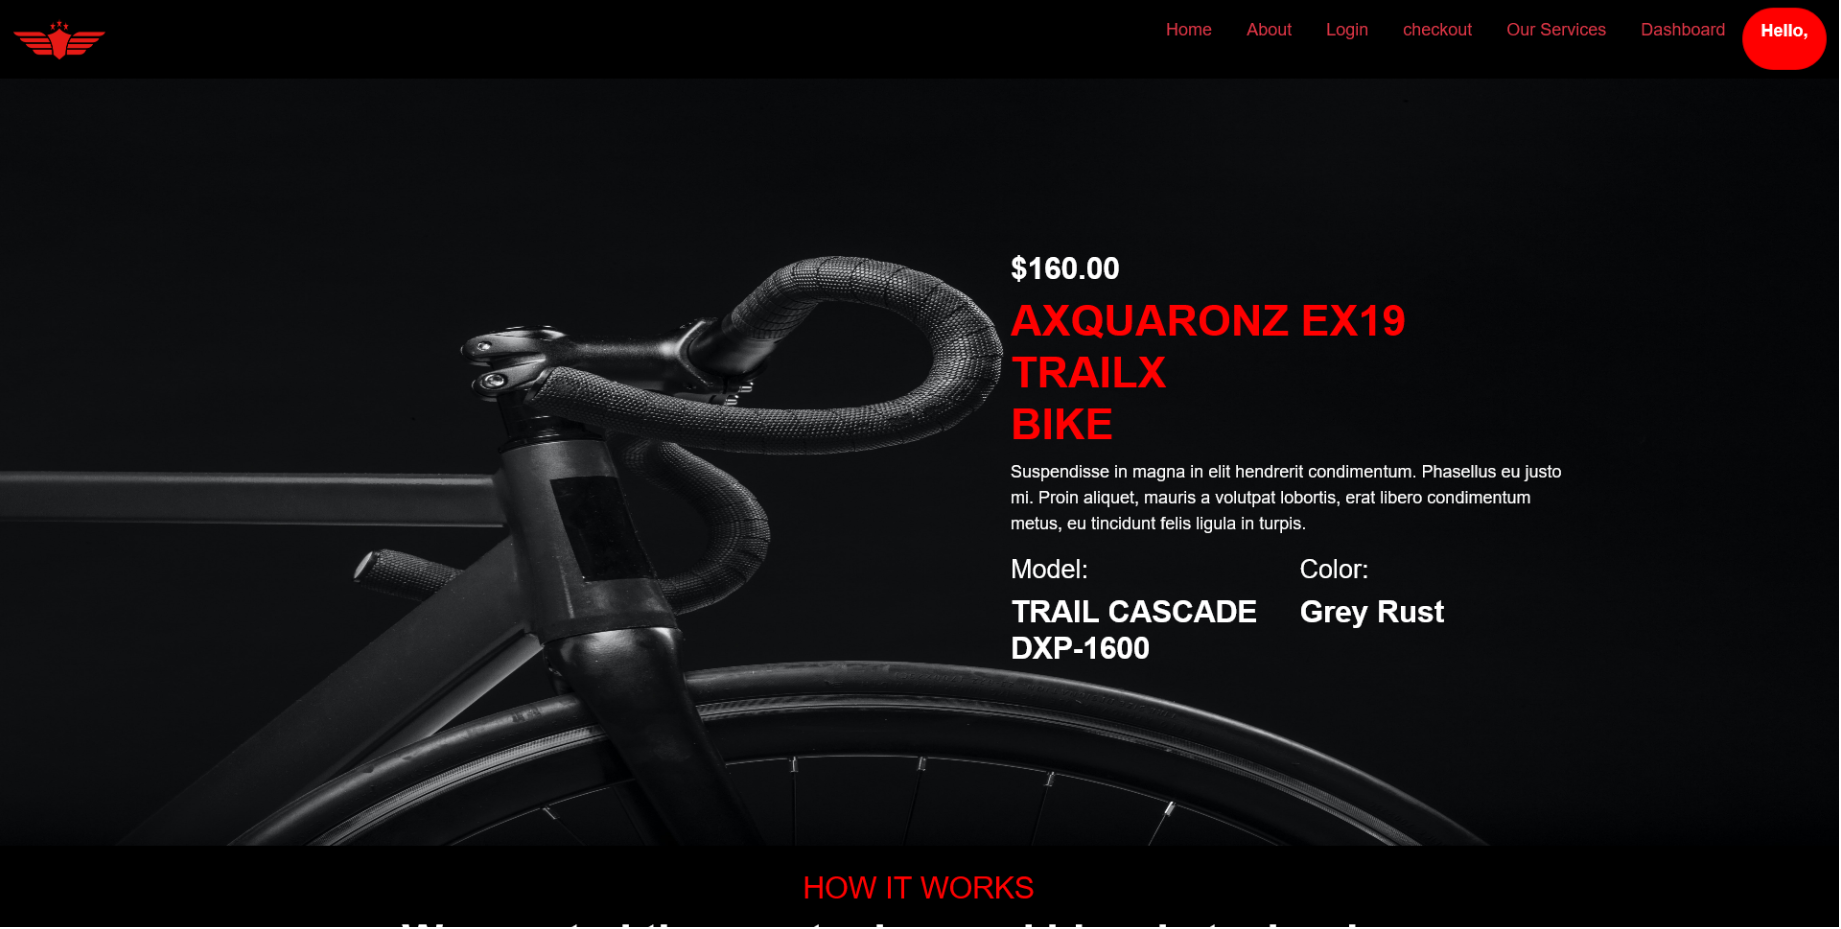 Home About Login checkout Our Services Dashboard Hello,
$160.00
AXQUARONZ EX19
TRAILX
BIKE
Suspendisse in magna in elit hendrerit condimentum. Phasellus eu justo
mi. Proin aliquet, mauris a volutpat lobortis, erat libero condimentum
metus, eu tincidunt felis ligula in turpis.
Model: Color:
TRAIL CASCADE Grey Rust
DXP-1600
HOW IT WORKS